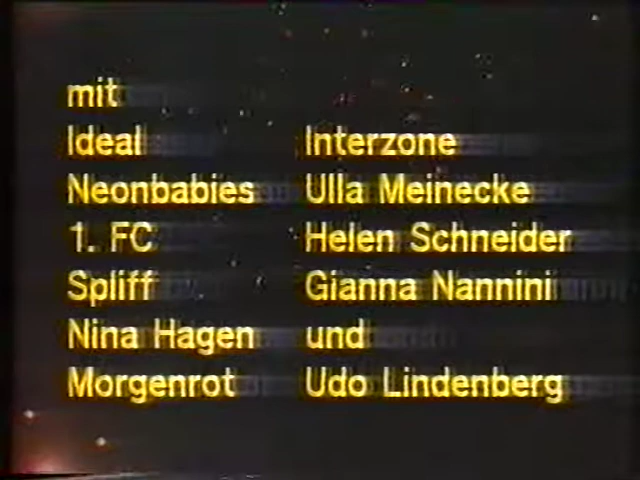 mit
Ideal
Neonbabies
1. FC
Spliff
Nina Hagen
Morgenrot
Interzone
Ulla Meinecke
Helen Schneider
Gianna Nannini
und
Udo Lindenberg